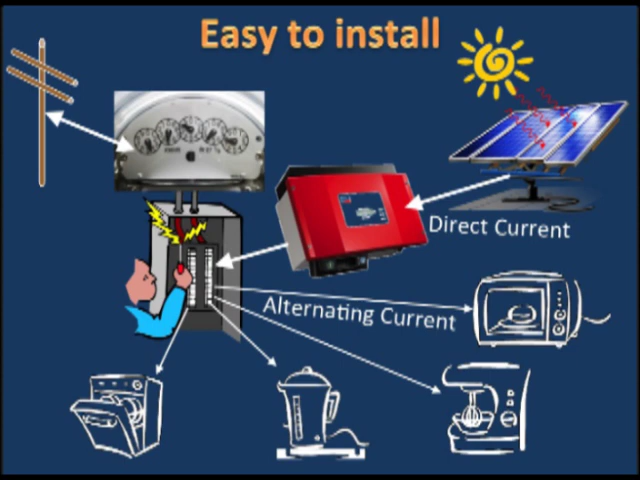 Easy to install
Direct Current
Alternating Current